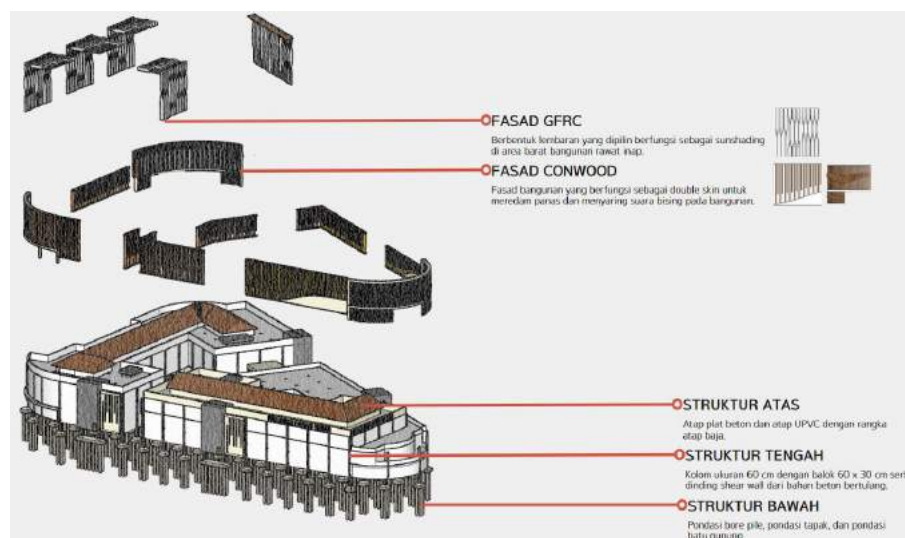 FASAD GFRC
Berbentuk lembaran yang dipilin berfungsi sebagai sunshading
di area barat bangunan rawat inap.
FASAD CONWOOD
Fasad bangunan yang berfungsi sebagai double skin untuk
meredam panas dan menyaring suara bising pada bangunan.
STRUKTUR ATAS
Atap plat beton dan atap UPVC dengan rangka
atap baja.
STRUKTUR TENGAH
Kolom ukuran 60 cm dengan balok 60 x 30 cm
dinding shear wall dari bahan beton bertulang.
STRUKTUR BAWAH
Pondasi bore pile, pondasi tapak, dan pondasi
batu gunung.